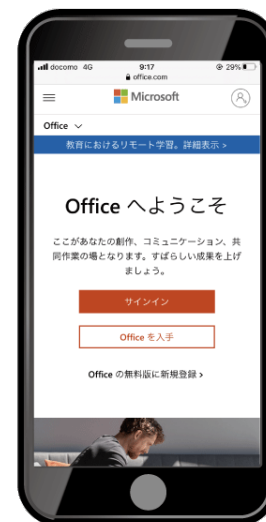 docomo 4G 9:17 29%
office.com
Microsoft
Office
教育におけるリモート学習。詳細表示 >
Office へようこそ
ここがあなたの創作、コミュニケーション、共
同作業の場となります。すばらしい成果を上げ
ましょう。
サインイン
Office を入手
Office の無料版に新規登録 >